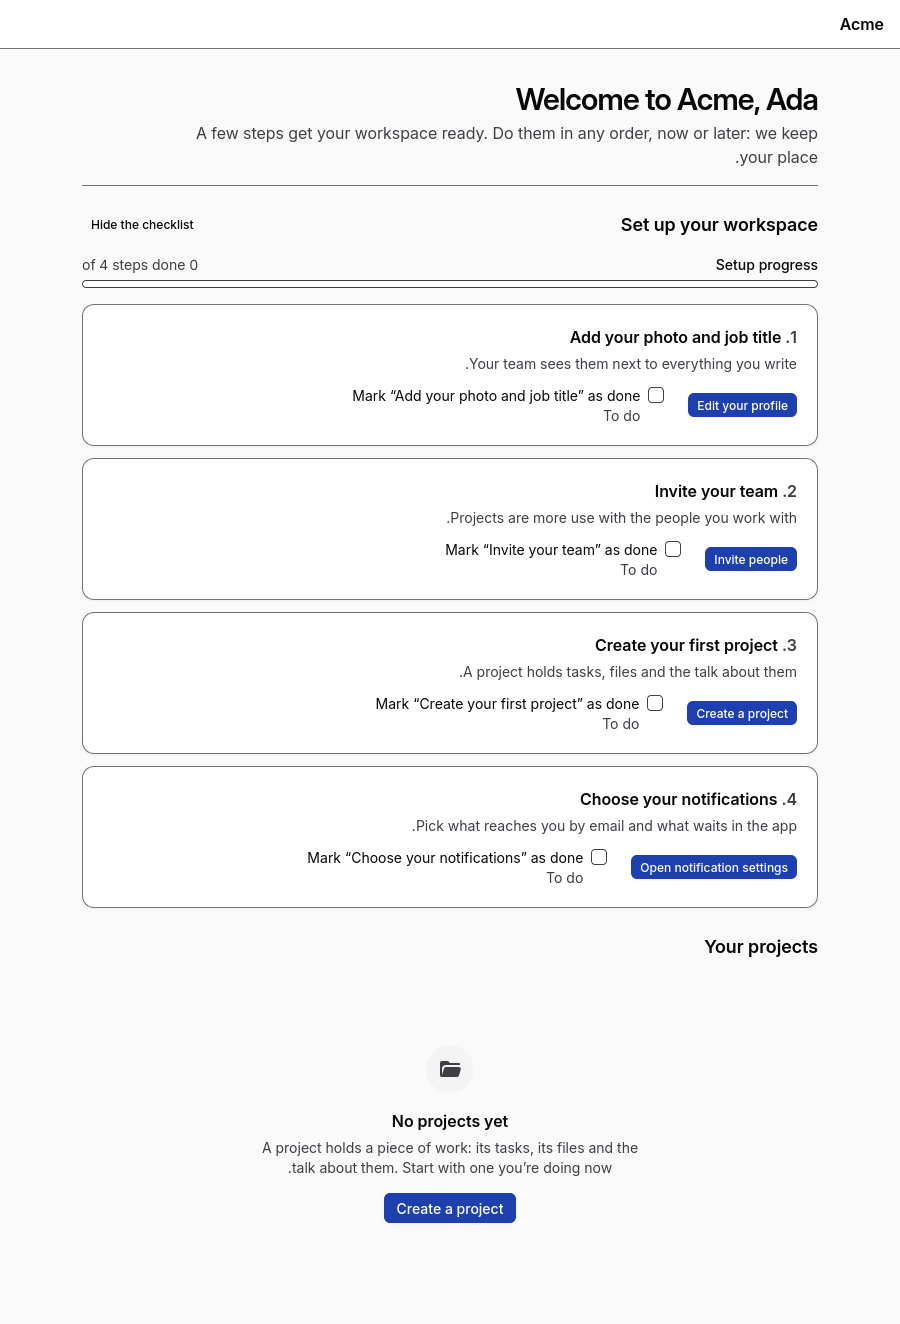 Acme
Welcome to Acme, Ada
A few steps get your workspace ready. Do them in any order, now or later: we keep
.your place
Set up your workspace
Hide the checklist
Setup progress
of 4 steps done 0
Add your photo and job title .1
.Your team sees them next to everything you write
Edit your profile
Mark “Add your photo and job title” as done
To do
Invite your team .2
.Projects are more use with the people you work with
Invite people
Mark “Invite your team” as done
To do
Create your first project .3
.A project holds tasks, files and the talk about them
Create a project
Mark “Create your first project” as done
To do
Choose your notifications .4
.Pick what reaches you by email and what waits in the app
Open notification settings
Mark “Choose your notifications” as done
To do
Your projects
No projects yet
A project holds a piece of work: its tasks, its files and the
.talk about them. Start with one you’re doing now
Create a project